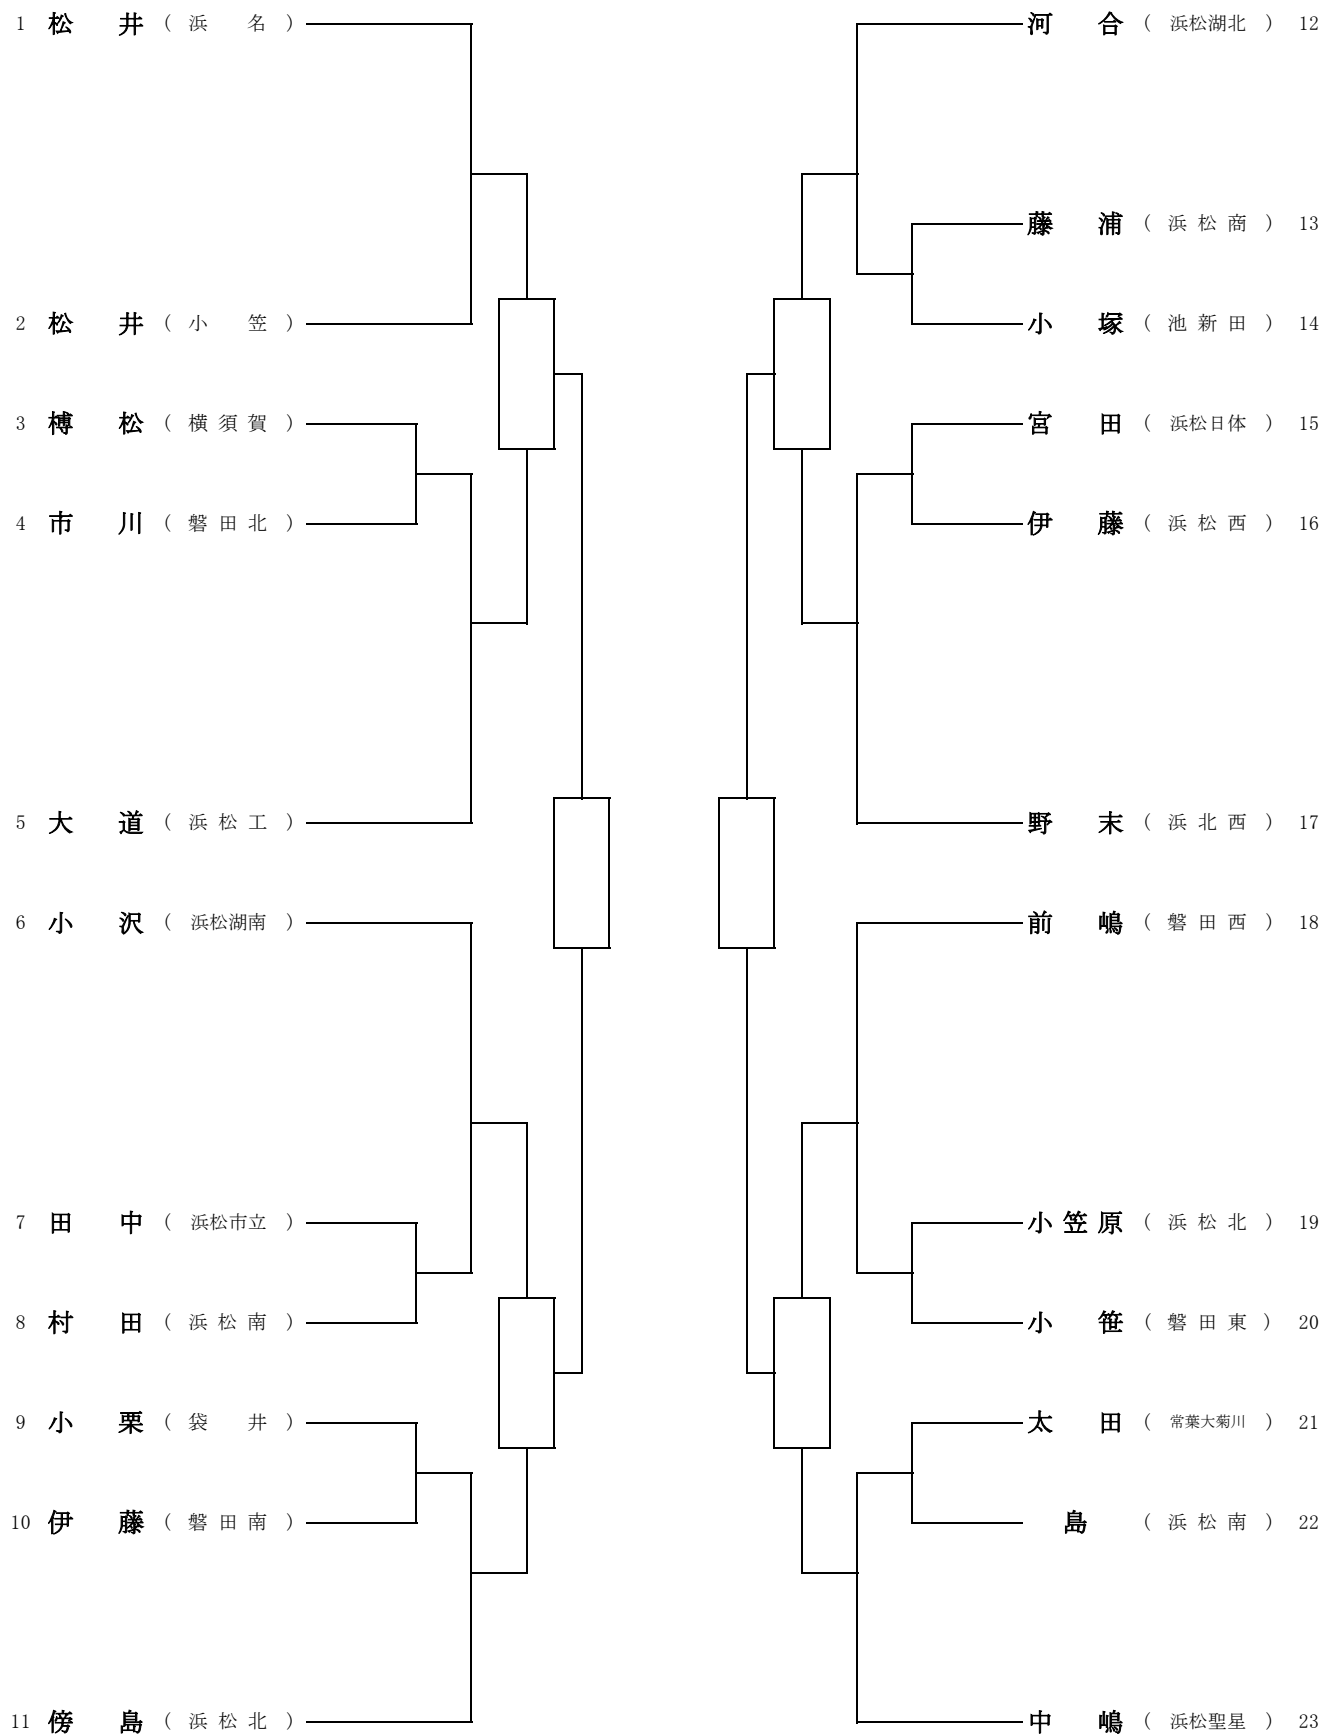 1 松井 (浜名)
2 松井 (小笠)
3 榑松 (横須賀)
4 市川 (磐田北)
5 大道 (浜松工)
6 小沢 (浜松湖南)
7 田中 (浜松市立)
8 村田 (浜松南)
9 小栗 (袋井)
10 伊藤 (磐田南)
11 傍島 (浜松北)
河合 (浜松湖北) 12
藤浦 (浜松商) 13
小塚 (池新田) 14
宮田 (浜松日体) 15
伊藤 (浜松西) 16
野末 (浜北西) 17
前嶋 (磐田西) 18
小笠原 (浜松北) 19
小笹 (磐田東) 20
太田 (常葉大菊川) 21
島 (浜松南) 22
中嶋 (浜松聖星) 23